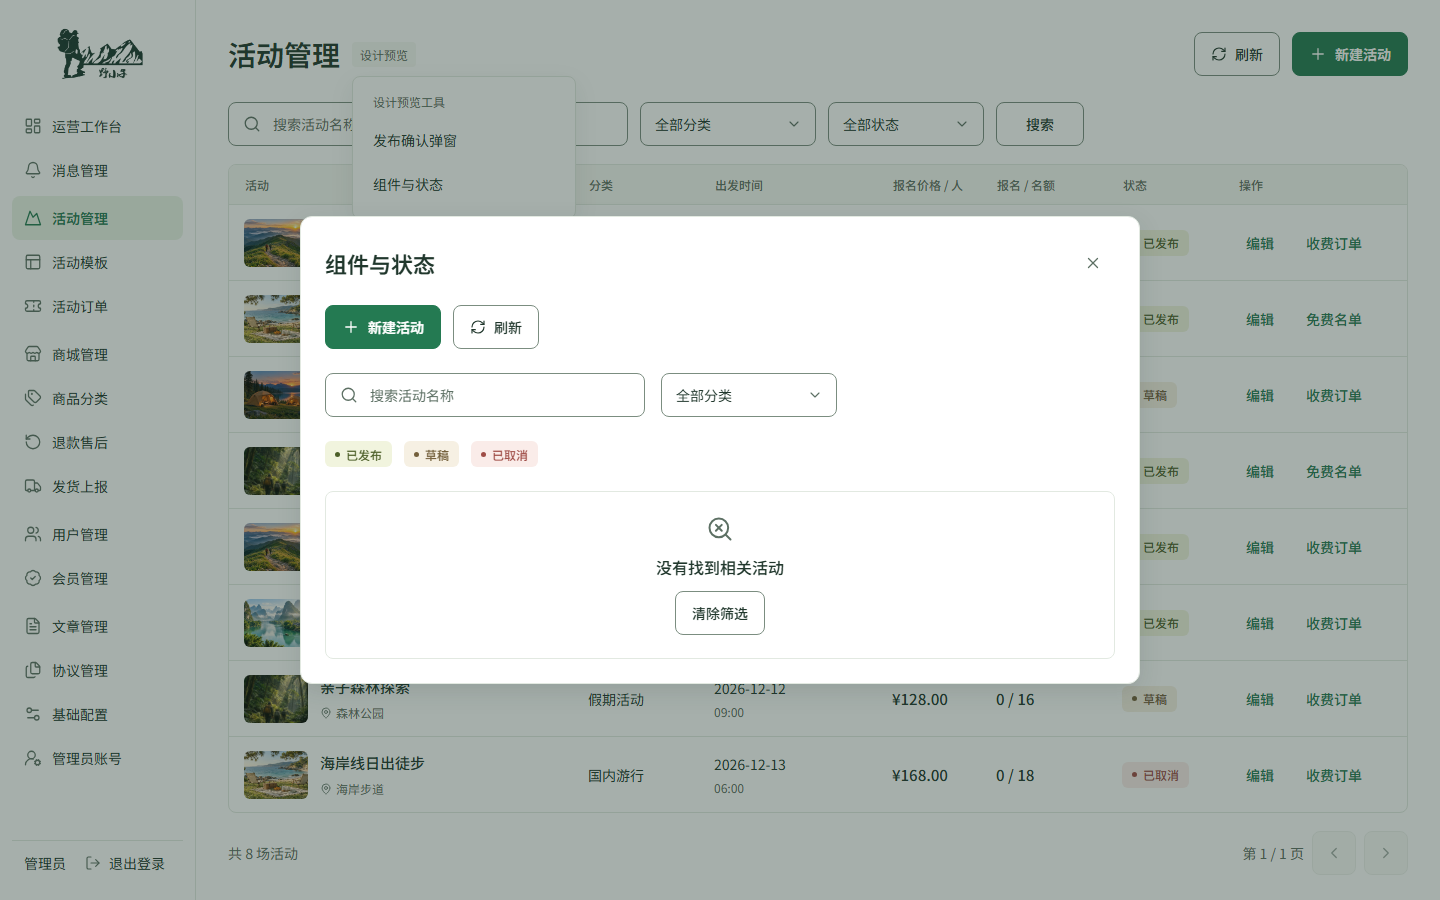 野小子
运营工作台
消息管理
活动管理
活动模板
活动订单
商城管理
商品分类
退款售后
发货上报
用户管理
会员管理
文章管理
协议管理
基础配置
管理员账号
管理员 退出登录
活动管理 设计预览
刷新 新建活动
设计预览工具
发布确认弹窗
组件与状态
搜索活动名称 全部分类 全部状态 搜索
活动 分类 出发时间 报名价格 / 人 报名 / 名额 状态 操作
已发布 编辑 收费订单
已发布 编辑 免费名单
草稿 编辑 收费订单
已发布 编辑 免费名单
已发布 编辑 收费订单
已发布 编辑 收费订单
组件与状态
新建活动 刷新
搜索活动名称 全部分类
已发布 草稿 已取消
没有找到相关活动
清除筛选
亲子森林探索 假期活动 2026-12-12 ¥128.00 0 / 16 草稿 编辑 收费订单
森林公园 09:00
海岸线日出徒步 国内游行 2026-12-13 ¥168.00 0 / 18 已取消 编辑 收费订单
海岸步道 06:00
共 8 场活动 第 1 / 1 页